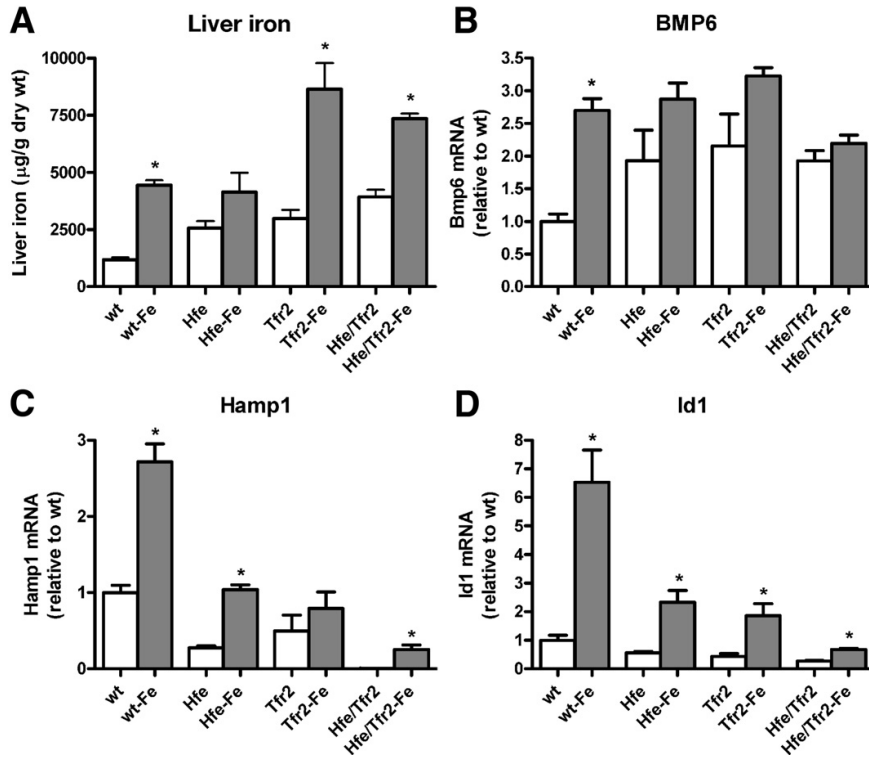 A
Liver iron
Liver iron (µg/g dry wt)
10000
7500
5000
2500
0
*
*
*
wt
wt-Fe
Hfe
Hfe-Fe
Tfr2
Tfr2-Fe
Hfe/Tfr2
Hfe/Tfr2-Fe
B
BMP6
Bmp6 mRNA
(relative to wt)
3.5
3.0
2.5
2.0
1.5
1.0
0.5
0.0
*
wt
wt-Fe
Hfe
Hfe-Fe
Tfr2
Tfr2-Fe
Hfe/Tfr2
Hfe/Tfr2-Fe
C
Hamp1
Hamp1 mRNA
(relative to wt)
3
2
1
0
*
*
*
wt
wt-Fe
Hfe
Hfe-Fe
Tfr2
Tfr2-Fe
Hfe/Tfr2
Hfe/Tfr2-Fe
D
Id1
Id1 mRNA
(relative to wt)
8
7
6
5
4
3
2
1
0
*
*
*
*
wt
wt-Fe
Hfe
Hfe-Fe
Tfr2
Tfr2-Fe
Hfe/Tfr2
Hfe/Tfr2-Fe